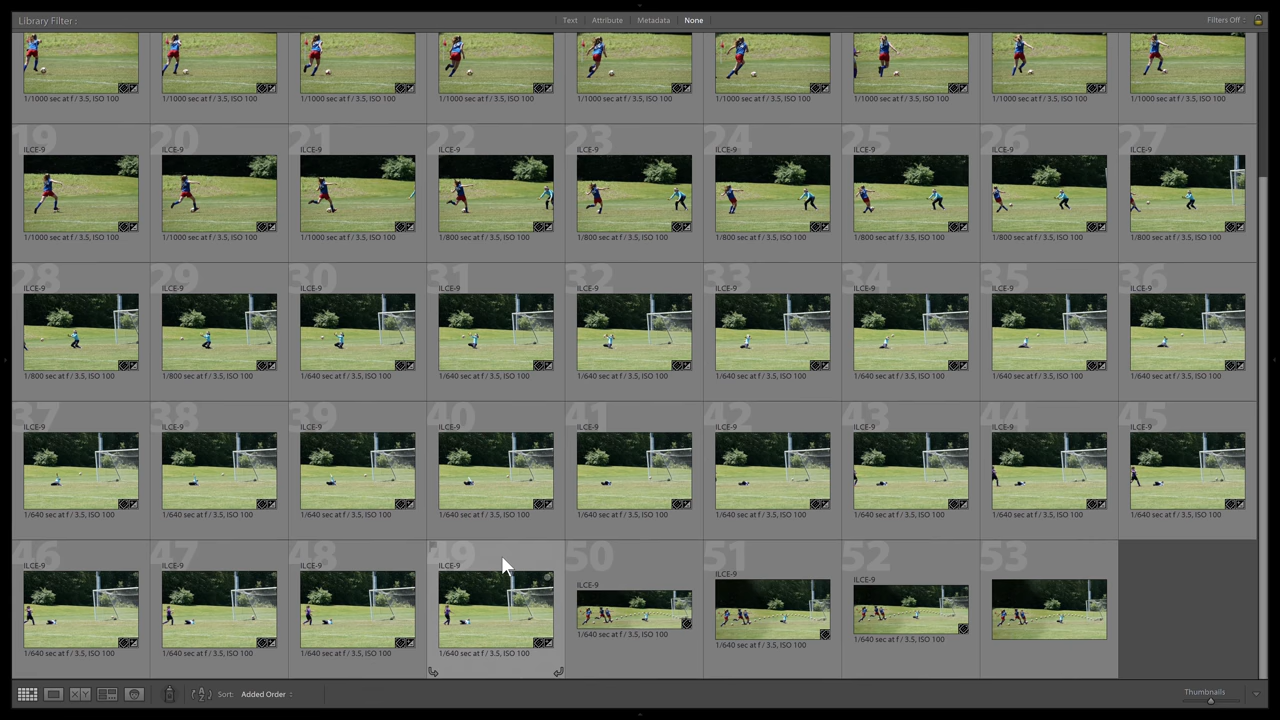 Library Filter :
Text Attribute Metadata None
Filters Off :
1/1000 sec at f / 3.5, ISO 100 1/1000 sec at f / 3.5, ISO 100 1/1000 sec at f / 3.5, ISO 100 1/1000 sec at f / 3.5, ISO 100 1/1000 sec at f / 3.5, ISO 100 1/1000 sec at f / 3.5, ISO 100 1/1000 sec at f / 3.5, ISO 100 1/1000 sec at f / 3.5, ISO 100 1/1000 sec at f / 3.5, ISO 100
19 20 21 22 23 24 25 26 27
ILCE-9 ILCE-9 ILCE-9 ILCE-9 ILCE-9 ILCE-9 ILCE-9 ILCE-9 ILCE-9
1/1000 sec at f / 3.5, ISO 100 1/1000 sec at f / 3.5, ISO 100 1/1000 sec at f / 3.5, ISO 100 1/800 sec at f / 3.5, ISO 100 1/800 sec at f / 3.5, ISO 100 1/800 sec at f / 3.5, ISO 100 1/800 sec at f / 3.5, ISO 100 1/800 sec at f / 3.5, ISO 100 1/800 sec at f / 3.5, ISO 100
28 29 30 31 32 33 34 35 36
ILCE-9 ILCE-9 ILCE-9 ILCE-9 ILCE-9 ILCE-9 ILCE-9 ILCE-9 ILCE-9
1/800 sec at f / 3.5, ISO 100 1/800 sec at f / 3.5, ISO 100 1/640 sec at f / 3.5, ISO 100 1/640 sec at f / 3.5, ISO 100 1/640 sec at f / 3.5, ISO 100 1/640 sec at f / 3.5, ISO 100 1/640 sec at f / 3.5, ISO 100 1/640 sec at f / 3.5, ISO 100 1/640 sec at f / 3.5, ISO 100
37 38 39 40 41 42 43 44 45
ILCE-9 ILCE-9 ILCE-9 ILCE-9 ILCE-9 ILCE-9 ILCE-9 ILCE-9 ILCE-9
1/640 sec at f / 3.5, ISO 100 1/640 sec at f / 3.5, ISO 100 1/640 sec at f / 3.5, ISO 100 1/640 sec at f / 3.5, ISO 100 1/640 sec at f / 3.5, ISO 100 1/640 sec at f / 3.5, ISO 100 1/640 sec at f / 3.5, ISO 100 1/640 sec at f / 3.5, ISO 100 1/640 sec at f / 3.5, ISO 100
46 47 48 49 50 51 52 53
ILCE-9 ILCE-9 ILCE-9 ILCE-9 ILCE-9 ILCE-9 ILCE-9
1/640 sec at f / 3.5, ISO 100 1/640 sec at f / 3.5, ISO 100 1/640 sec at f / 3.5, ISO 100 1/640 sec at f / 3.5, ISO 100 1/640 sec at f / 3.5, ISO 100 1/640 sec at f / 3.5, ISO 100 1/640 sec at f / 3.5, ISO 100
X Y
A Z
Sort: Added Order
Thumbnails